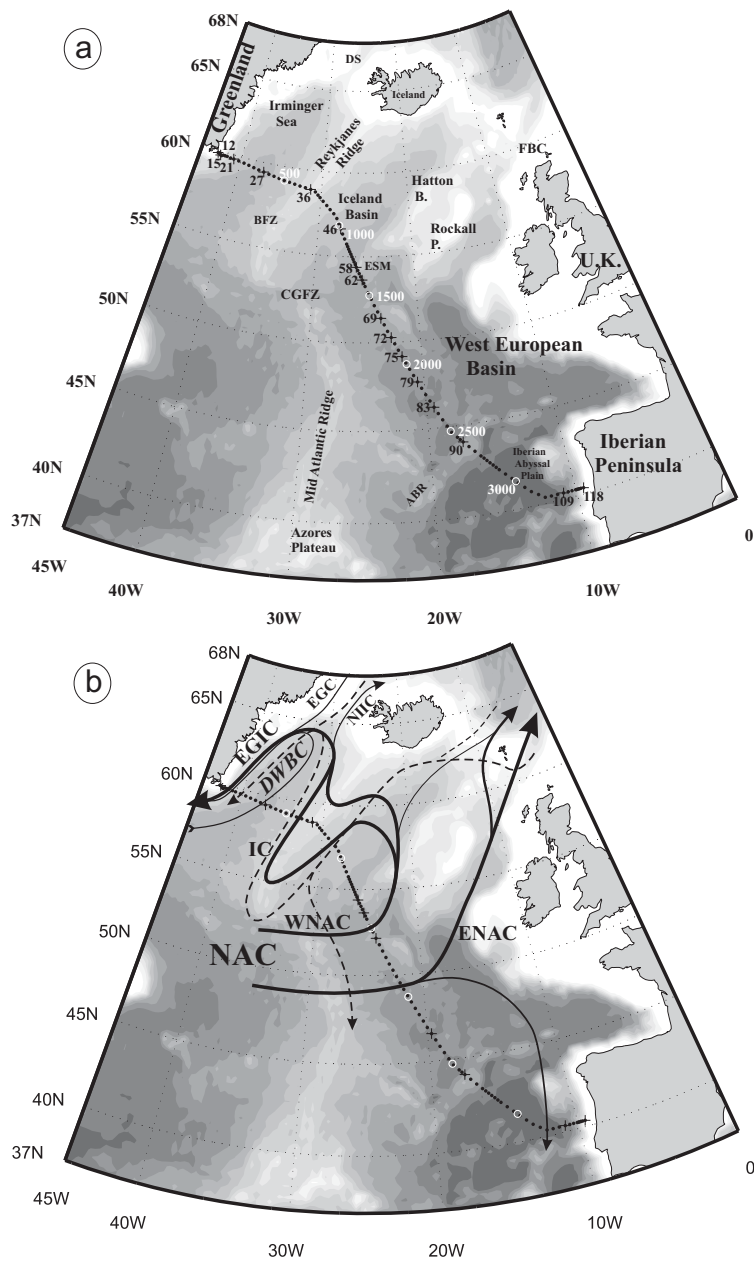 a
68N
65N
60N
55N
50N
45N
40N
37N
45W
40W
30W
20W
10W
0
Greenland
DS
Iceland
Irminger
Sea
Reykjanes
Ridge
FBC
12
15
21
27
500
36
Hatton
B.
Iceland
Basin
BFZ
46
1000
Rockall
P.
U.K.
58
ESM
62
CGFZ
1500
69
72
West European
Basin
75
2000
79
83
Mid Atlantic Ridge
2500
90
Iberian
Abyssal
Plain
Iberian
Peninsula
ABR
3000
109
118
Azores
Plateau
b
68N
65N
60N
55N
50N
45N
40N
37N
45W
40W
30W
20W
10W
0
EGC
NIIC
EGIC
DWBC
IC
WNAC
ENAC
NAC